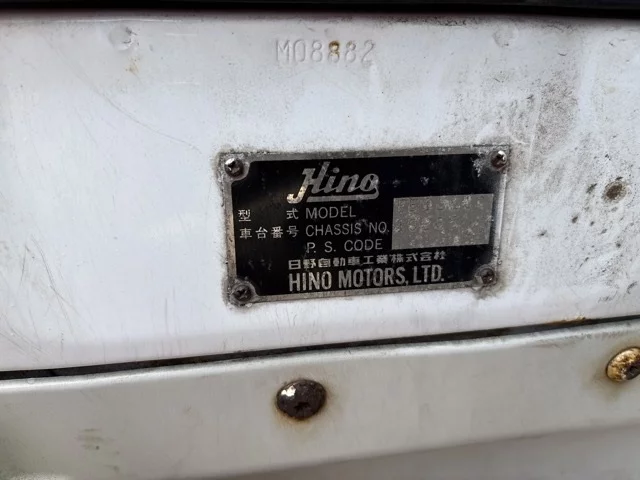 M08882
Hino
型 式 MODEL
車台番号 CHASSIS NO.
P. S. CODE
日野自動車工業株式会社
HINO MOTORS, LTD.